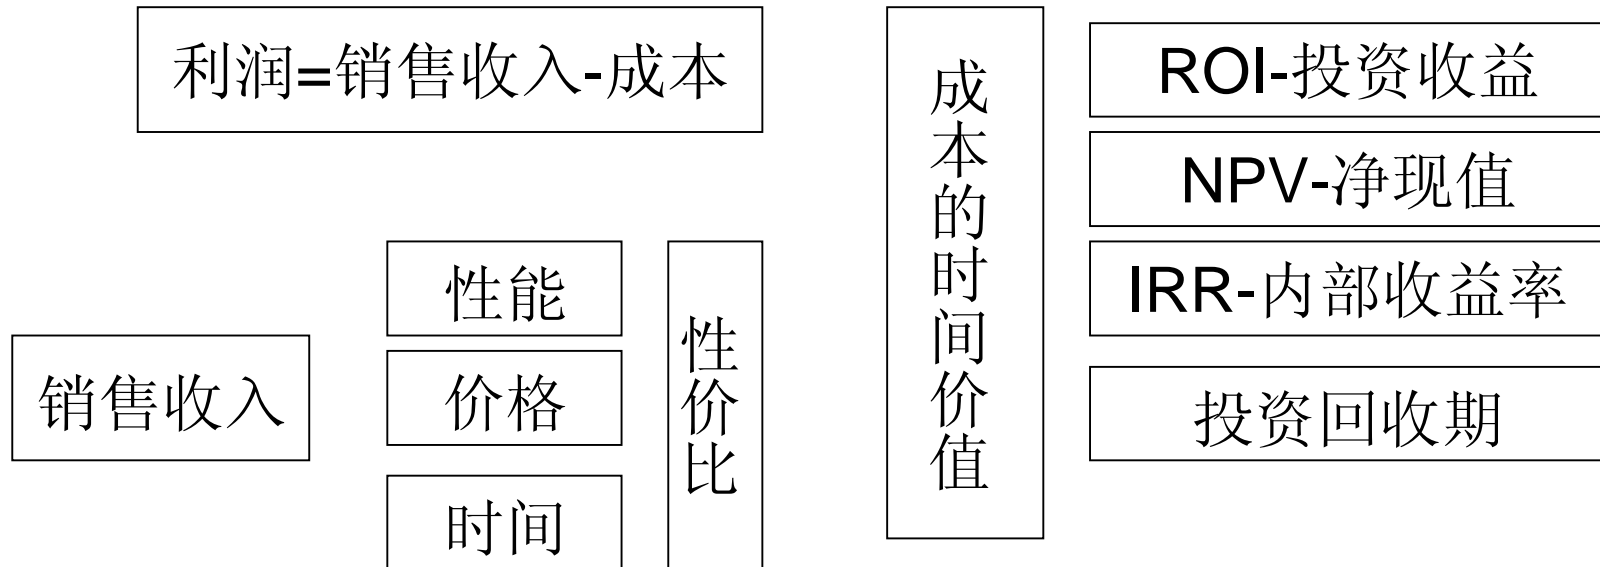 利润=销售收入-成本
销售收入
性能
价格
时间
性价比
成本的时间价值
ROI-投资收益
NPV-净现值
IRR-内部收益率
投资回收期